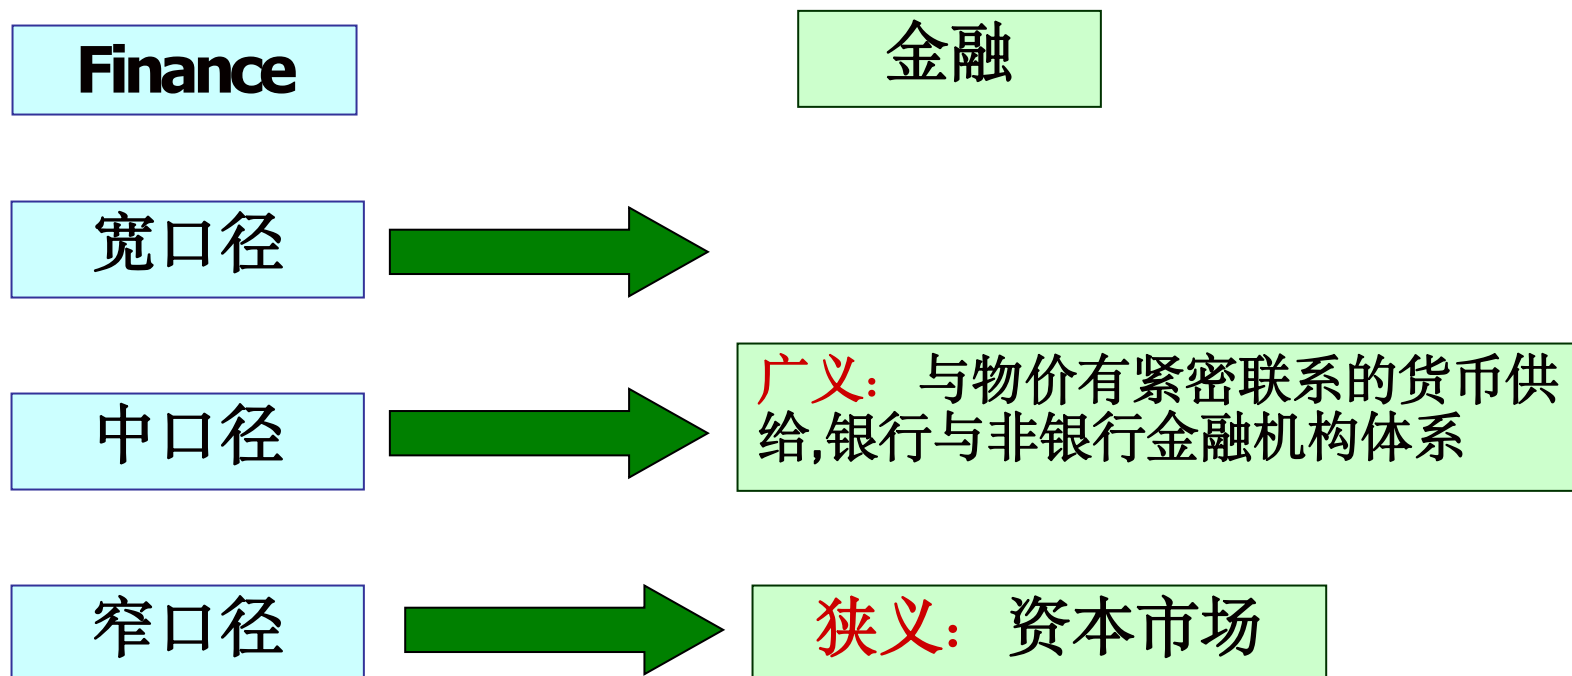 Finance
金融
宽口径
中口径
广义： 与物价有紧密联系的货币供
给,银行与非银行金融机构体系
窄口径
狭义： 资本市场